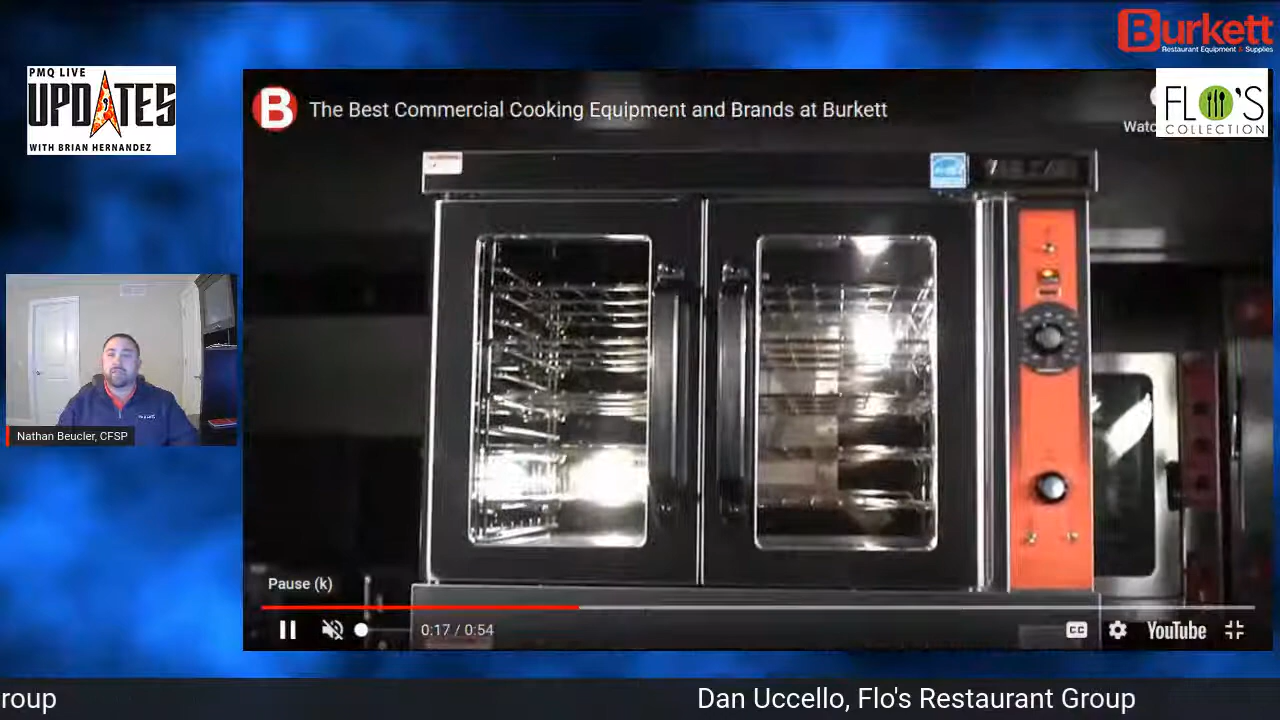 Burkett
Restaurant Equipment & Supplies
PMQ LIVE
UPDATES
WITH BRIAN HERNANDEZ
B
The Best Commercial Cooking Equipment and Brands at Burkett
FLO'S
COLLECTION
Watc
Nathan Beucler, CFSP
Pause (k)
0:17 / 0:54
CC
YouTube
roup
Dan Uccello, Flo's Restaurant Group